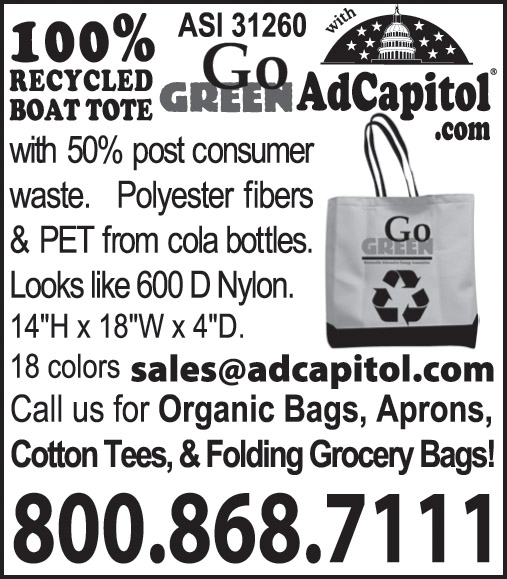 100%
RECYCLED
BOAT TOTE
ASI 31260
Go
GREEN
with
AdCapitol®
.com
with 50% post consumer
waste. Polyester fibers
& PET from cola bottles.
Looks like 600 D Nylon.
14"H x 18"W x 4"D.
18 colors sales@adcapitol.com
Go
GREEN
Call us for Organic Bags, Aprons,
Cotton Tees, & Folding Grocery Bags!
800.868.7111